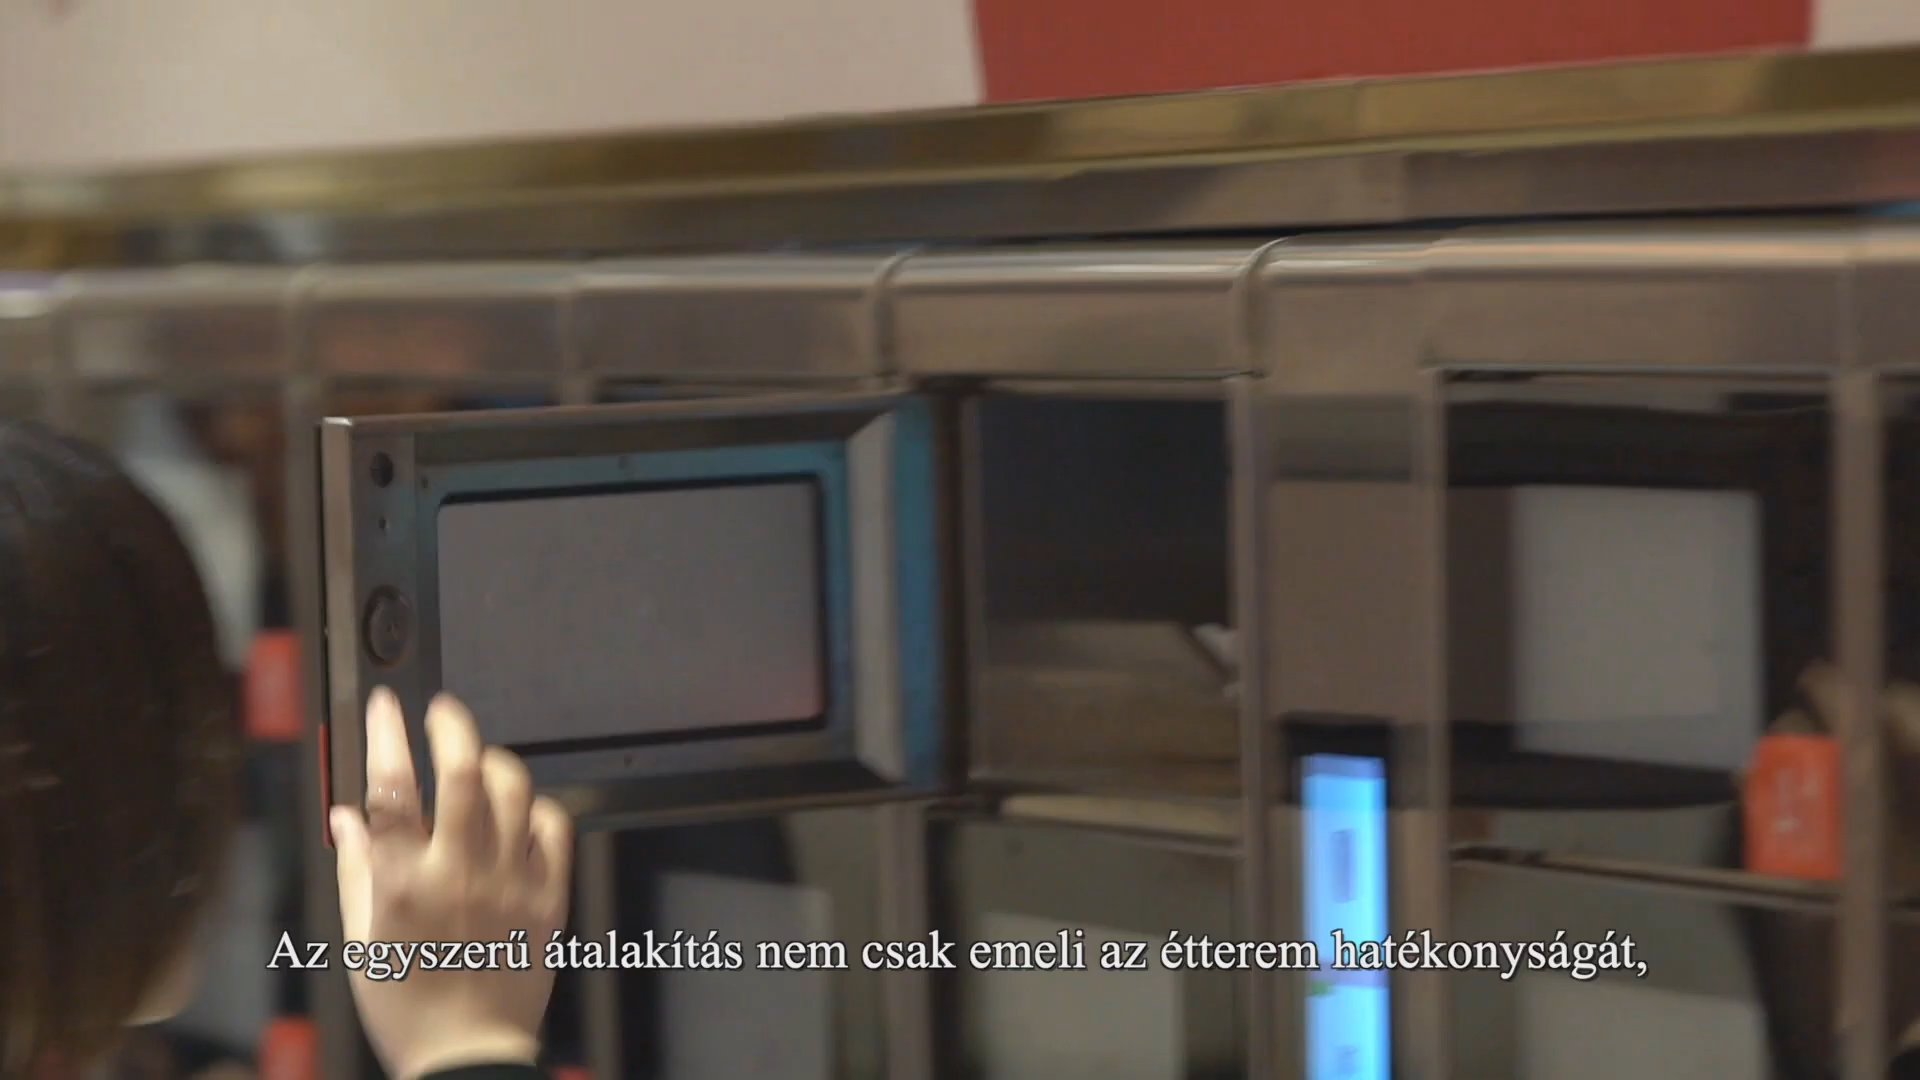 Az egyszerű átalakítás nem csak emeli az étterem hatékonyságát,